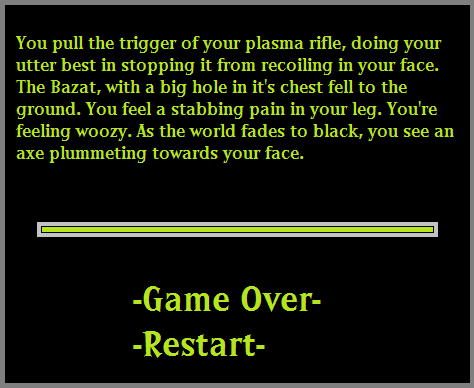 You pull the trigger of your plasma rifle, doing your
utter best in stopping it from recoiling in your face.
The Bazat, with a big hole in it's chest fell to the
ground. You feel a stabbing pain in your leg. You're
feeling woozy. As the world fades to black, you see an
axe plummeting towards your face.
-Game Over-
-Restart-